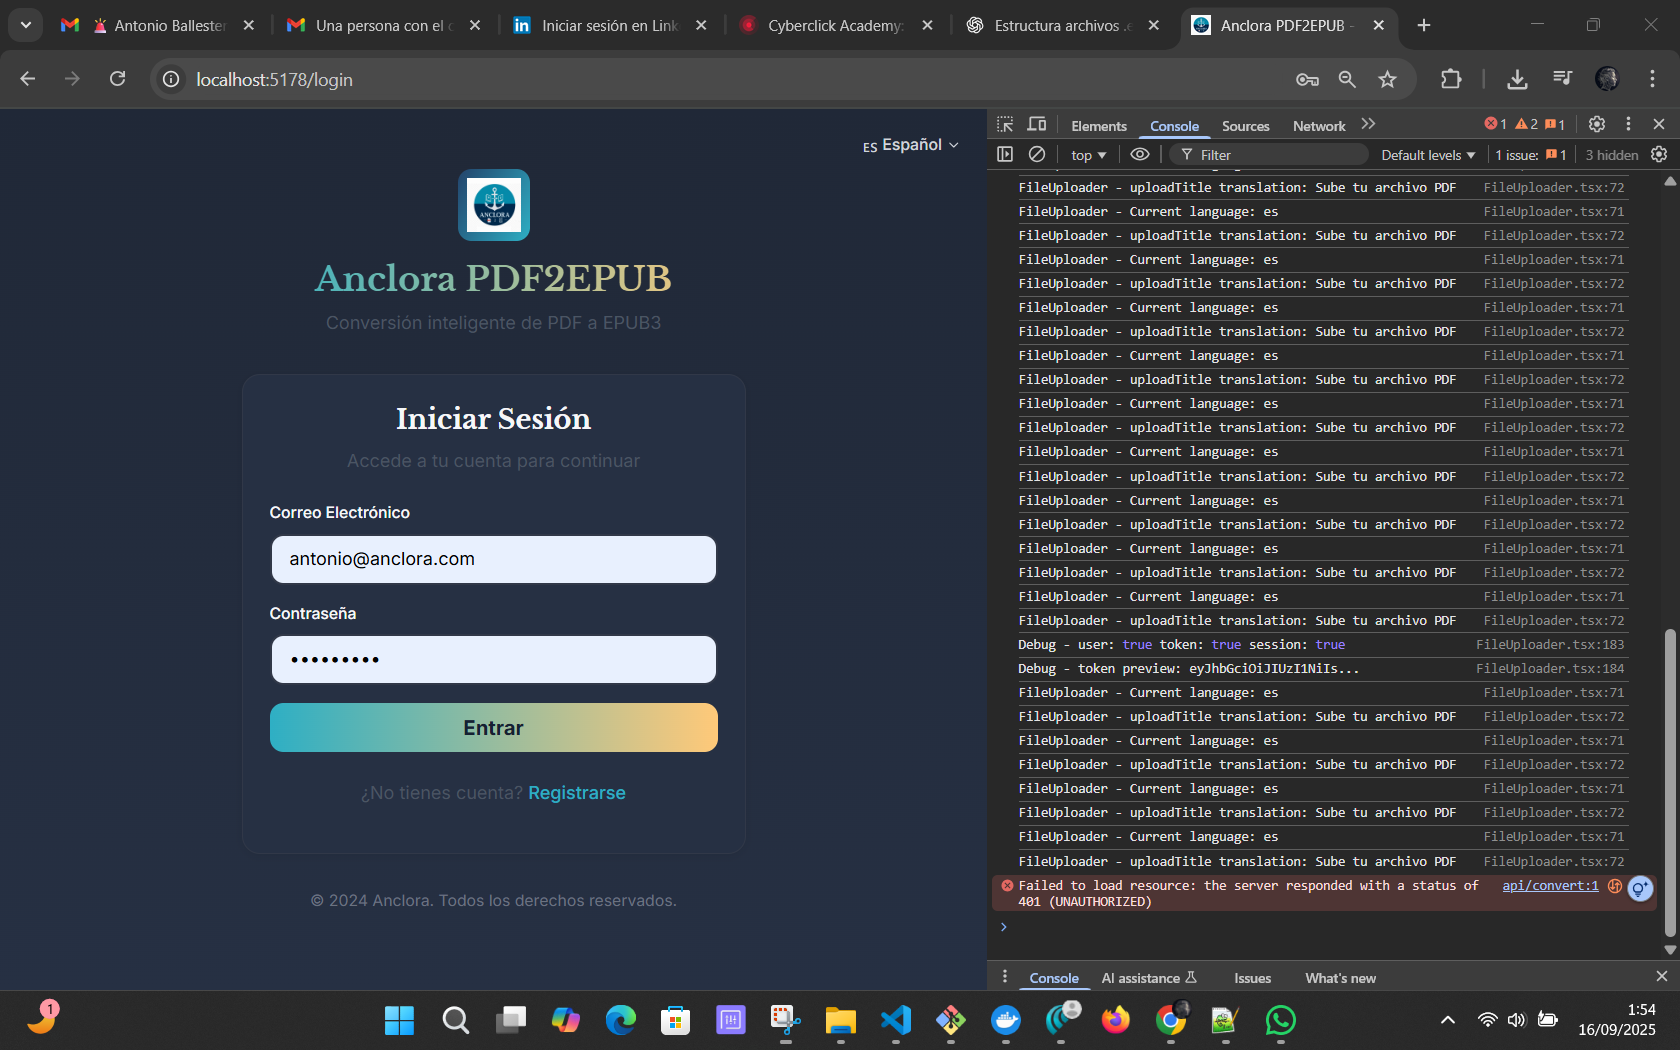 Antonio Ballester
Una persona con el c
Iniciar sesión en Link
Cyberclick Academy:
Estructura archivos .e
Anclora PDF2EPUB -
localhost:5178/login
ES Español
ANCLORA
Anclora PDF2EPUB
Conversión inteligente de PDF a EPUB3
Iniciar Sesión
Accede a tu cuenta para continuar
Correo Electrónico
antonio@anclora.com
Contraseña
•••••••••
Entrar
¿No tienes cuenta? Registrarse
© 2024 Anclora. Todos los derechos reservados.
Elements Console Sources Network 1 2 1
top Filter Default levels 1 issue: 1 3 hidden
FileUploader - uploadTitle translation: Sube tu archivo PDF FileUploader.tsx:72
FileUploader - Current language: es FileUploader.tsx:71
FileUploader - uploadTitle translation: Sube tu archivo PDF FileUploader.tsx:72
FileUploader - Current language: es FileUploader.tsx:71
FileUploader - uploadTitle translation: Sube tu archivo PDF FileUploader.tsx:72
FileUploader - Current language: es FileUploader.tsx:71
FileUploader - uploadTitle translation: Sube tu archivo PDF FileUploader.tsx:72
FileUploader - Current language: es FileUploader.tsx:71
FileUploader - uploadTitle translation: Sube tu archivo PDF FileUploader.tsx:72
FileUploader - Current language: es FileUploader.tsx:71
FileUploader - uploadTitle translation: Sube tu archivo PDF FileUploader.tsx:72
FileUploader - Current language: es FileUploader.tsx:71
FileUploader - uploadTitle translation: Sube tu archivo PDF FileUploader.tsx:72
FileUploader - Current language: es FileUploader.tsx:71
FileUploader - uploadTitle translation: Sube tu archivo PDF FileUploader.tsx:72
FileUploader - Current language: es FileUploader.tsx:71
FileUploader - uploadTitle translation: Sube tu archivo PDF FileUploader.tsx:72
FileUploader - Current language: es FileUploader.tsx:71
FileUploader - uploadTitle translation: Sube tu archivo PDF FileUploader.tsx:72
Debug - user: true token: true session: true FileUploader.tsx:183
Debug - token preview: eyJhbGciOiJIUzI1NiIs... FileUploader.tsx:184
FileUploader - Current language: es FileUploader.tsx:71
FileUploader - uploadTitle translation: Sube tu archivo PDF FileUploader.tsx:72
FileUploader - Current language: es FileUploader.tsx:71
FileUploader - uploadTitle translation: Sube tu archivo PDF FileUploader.tsx:72
FileUploader - Current language: es FileUploader.tsx:71
FileUploader - uploadTitle translation: Sube tu archivo PDF FileUploader.tsx:72
FileUploader - Current language: es FileUploader.tsx:71
FileUploader - uploadTitle translation: Sube tu archivo PDF FileUploader.tsx:72
Failed to load resource: the server responded with a status of api/convert:1
401 (UNAUTHORIZED)
Console AI assistance Issues What's new
1
1:54
16/09/2025